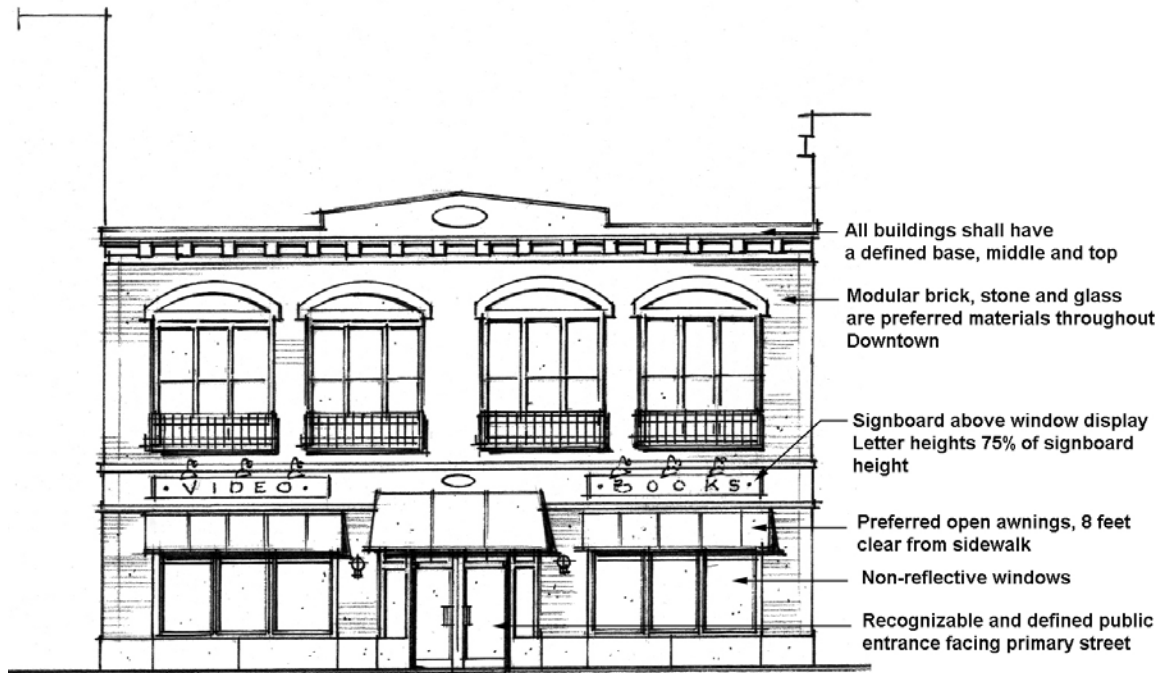 All buildings shall have
a defined base, middle and top
Modular brick, stone and glass
are preferred materials throughout
Downtown
Signboard above window display
Letter heights 75% of signboard
height
· VIDEO ·
· BOOKS ·
Preferred open awnings, 8 feet
clear from sidewalk
Non-reflective windows
Recognizable and defined public
entrance facing primary street